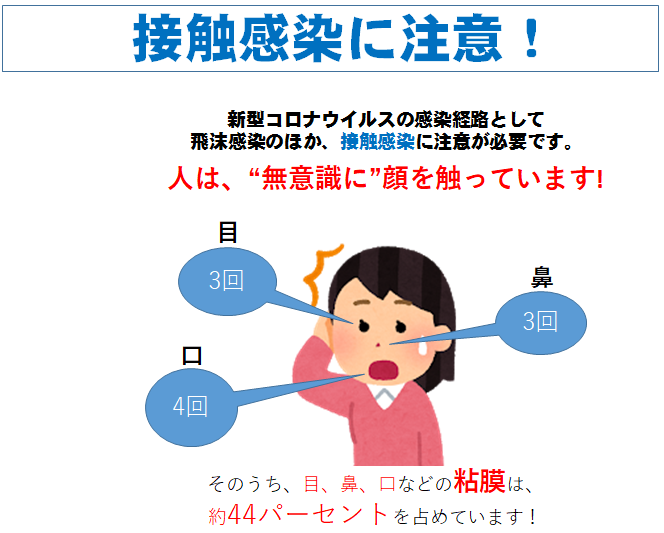 接触感染に注意！
新型コロナウイルスの感染経路として
飛沫感染のほか、接触感染に注意が必要です。
人は、“無意識に”顔を触っています!
目
3回
鼻
3回
口
4回
そのうち、目、鼻、口などの粘膜は、
約44パーセントを占めています！